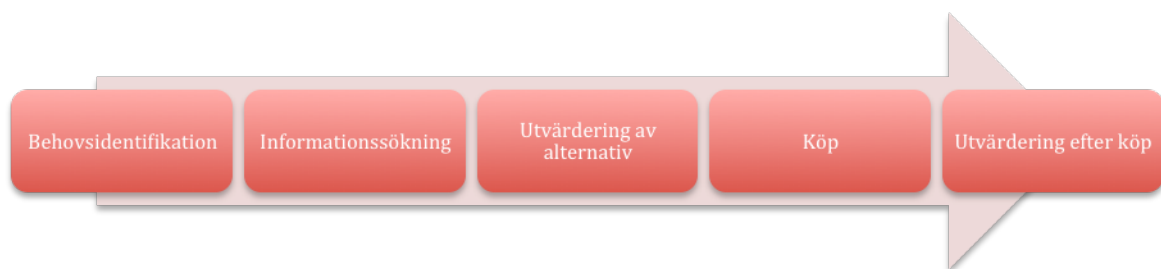 Behovsidentifikation
Informationssökning
Utvärdering av
alternativ
Köp
Utvärdering efter köp